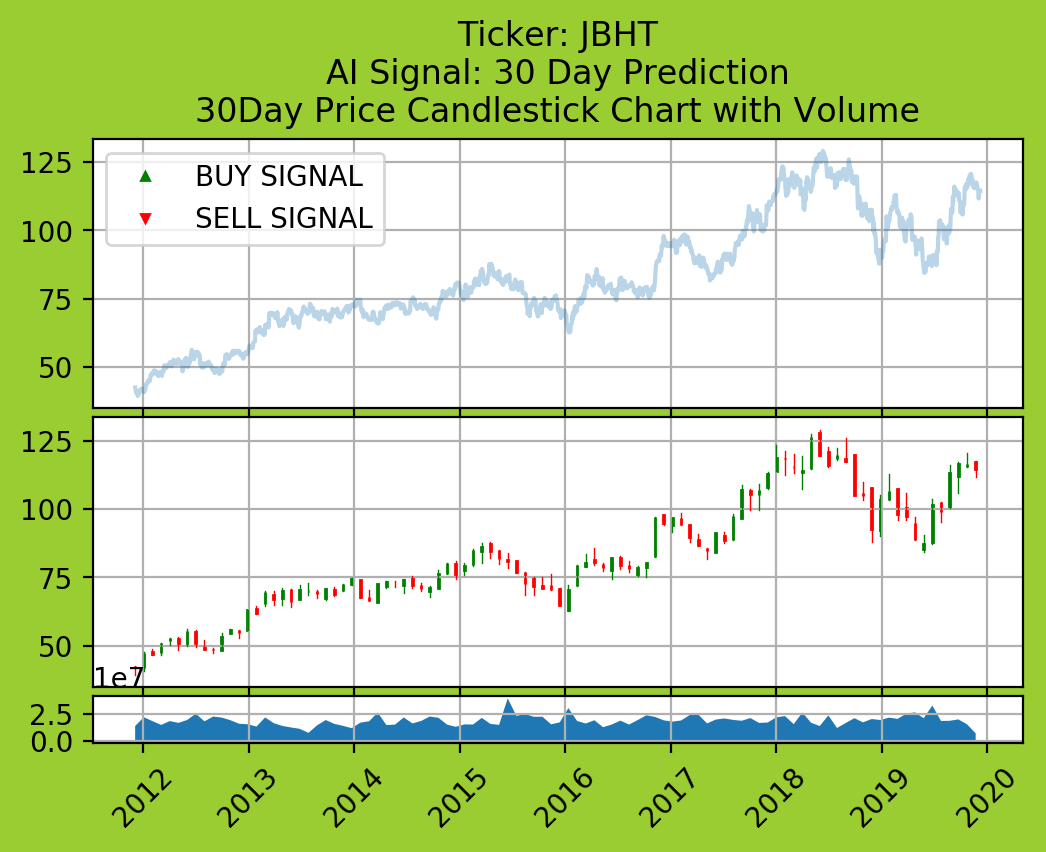 Ticker: JBHT
AI Signal: 30 Day Prediction
30Day Price Candlestick Chart with Volume
BUY SIGNAL
SELL SIGNAL
125
100
75
50
125
100
75
50
1e7
2.5
0.0
2012 2013 2014 2015 2016 2017 2018 2019 2020